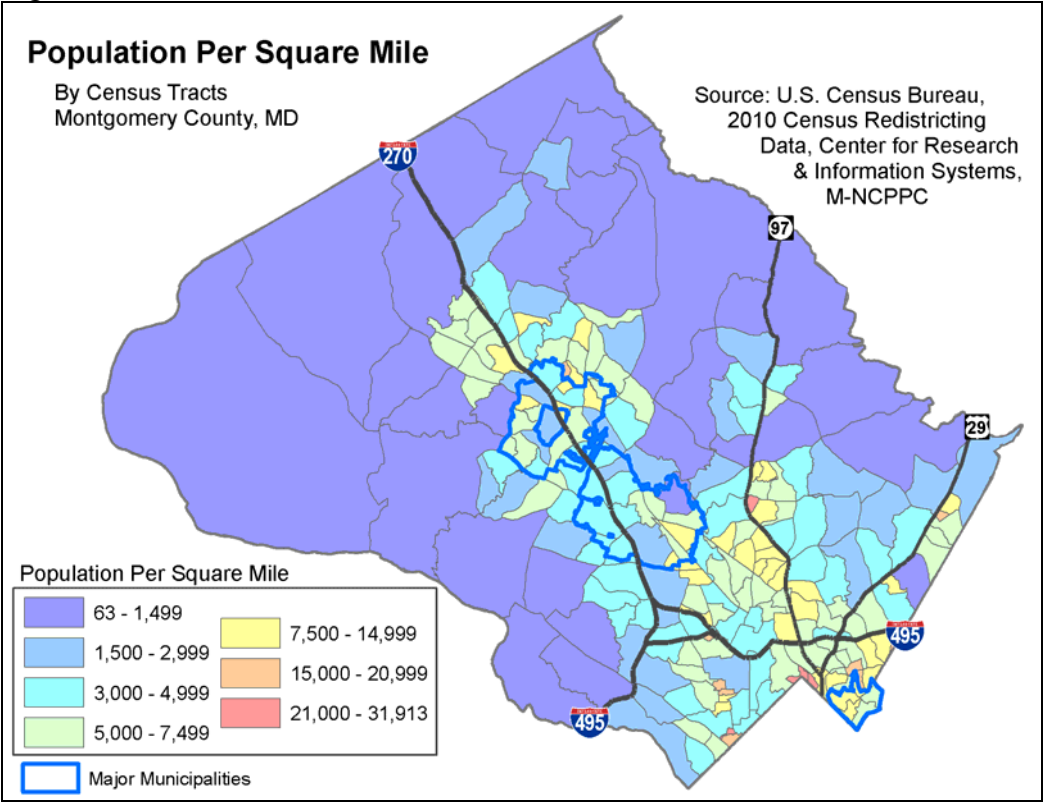 Population Per Square Mile
By Census Tracts
Montgomery County, MD
Source: U.S. Census Bureau,
2010 Census Redistricting
Data, Center for Research
& Information Systems,
M-NCPPC
270
97
29
495
495
Population Per Square Mile
63 - 1,499
1,500 - 2,999
3,000 - 4,999
5,000 - 7,499
7,500 - 14,999
15,000 - 20,999
21,000 - 31,913
Major Municipalities